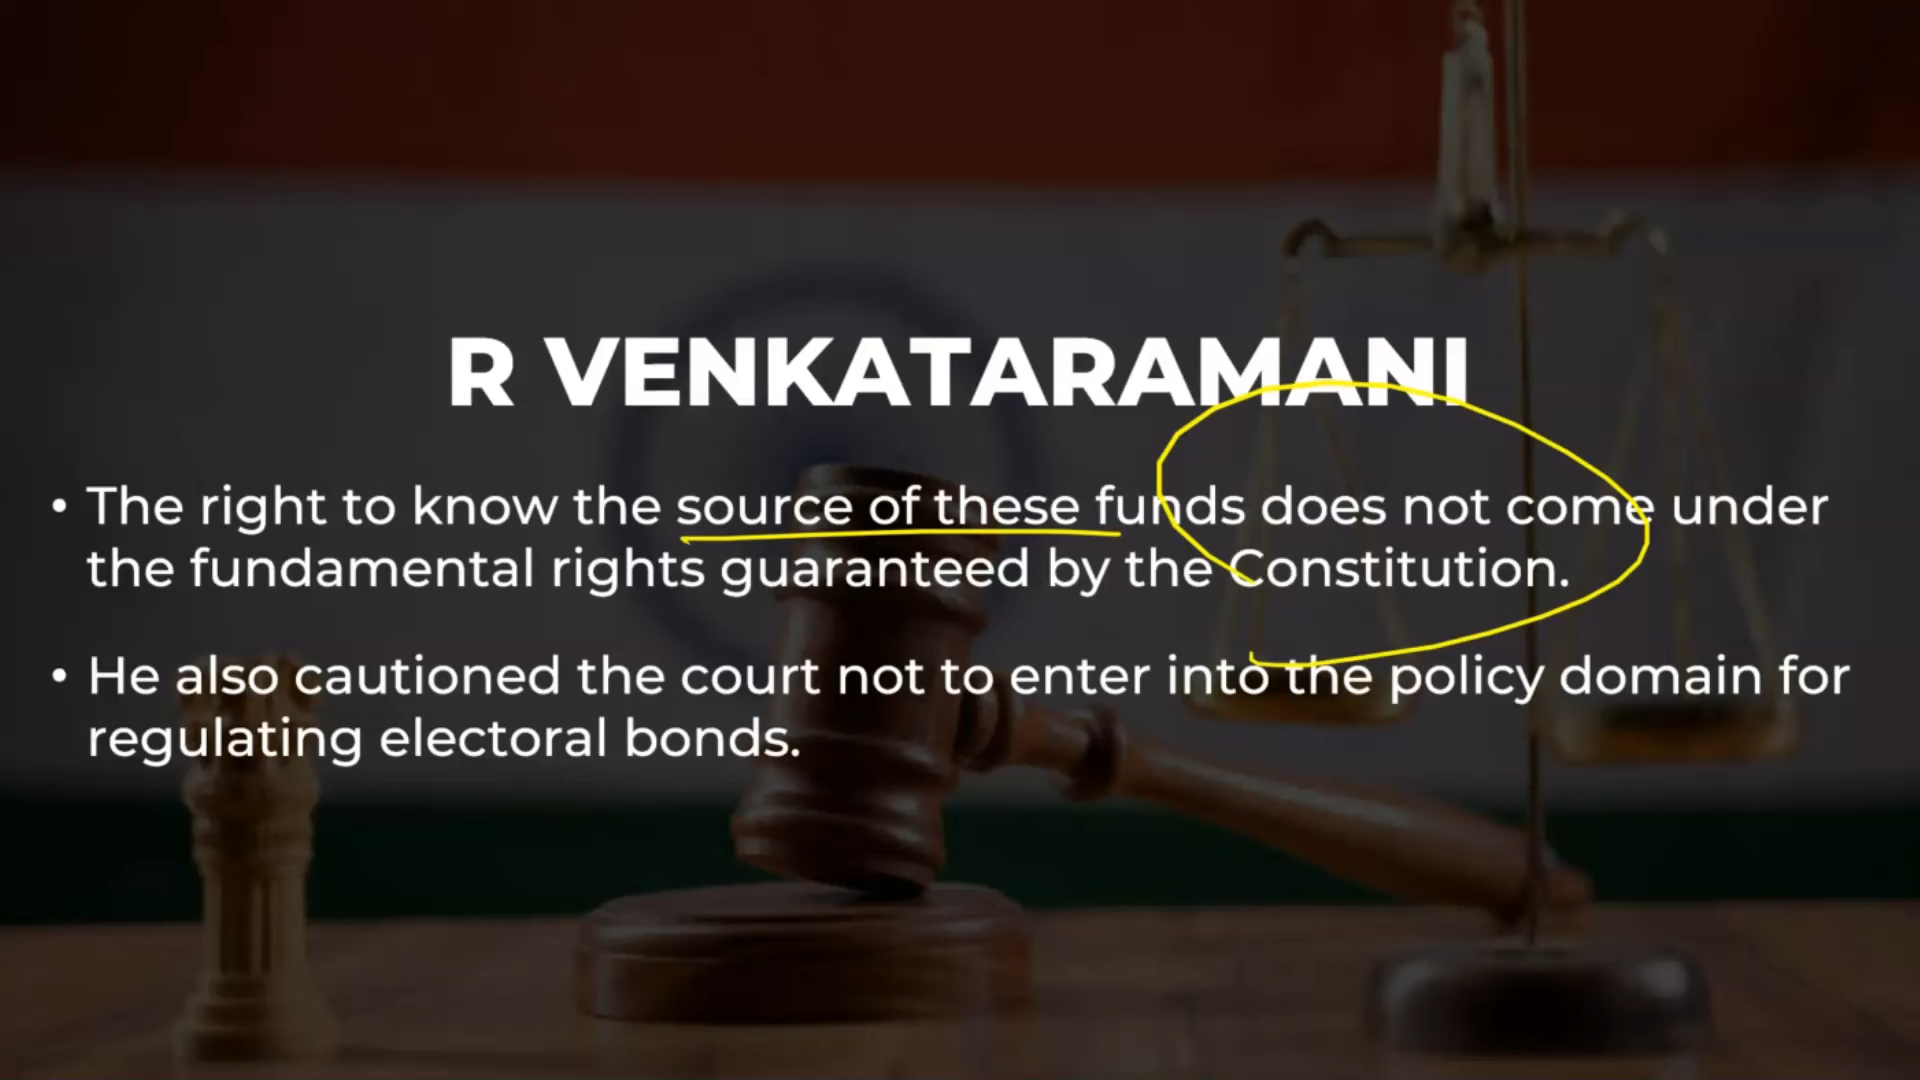 R VENKATARAMANI
• The right to know the source of these funds does not come under
the fundamental rights guaranteed by the Constitution.
• He also cautioned the court not to enter into the policy domain for
regulating electoral bonds.